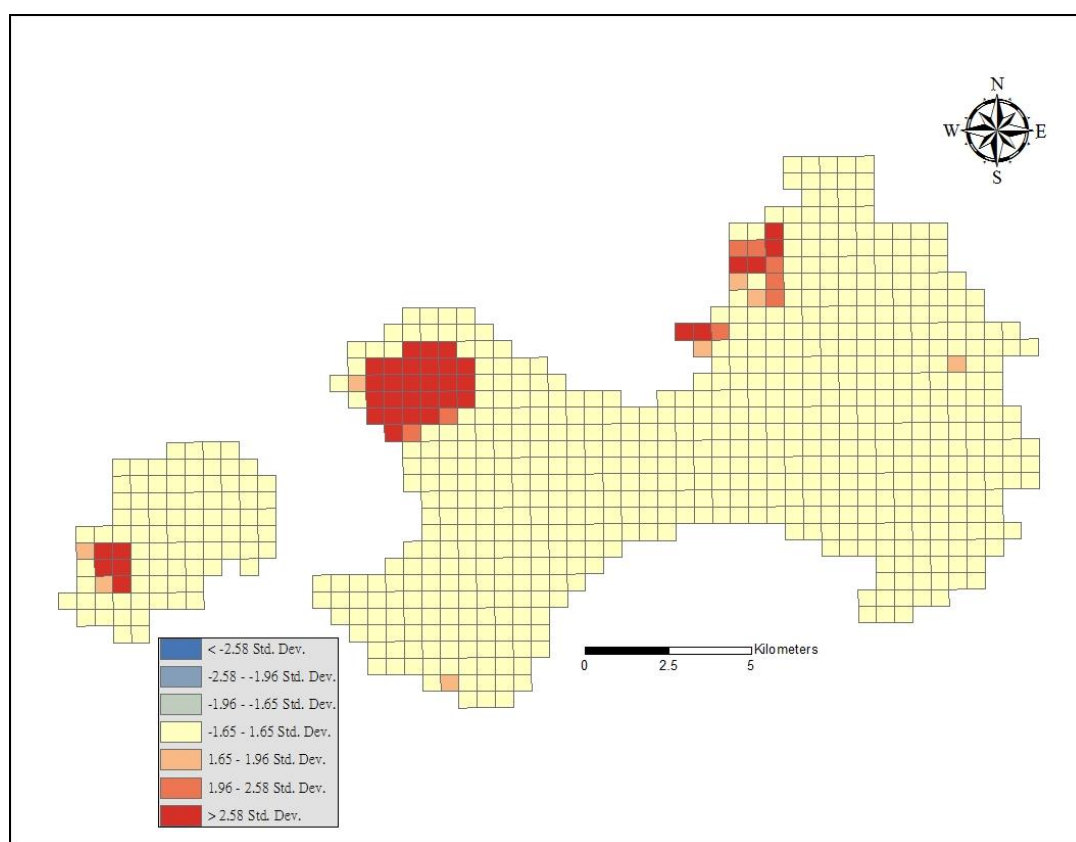 N
W E
S
Kilometers
0 2.5 5
< -2.58 Std. Dev.
-2.58 - -1.96 Std. Dev.
-1.96 - -1.65 Std. Dev.
-1.65 - 1.65 Std. Dev.
1.65 - 1.96 Std. Dev.
1.96 - 2.58 Std. Dev.
> 2.58 Std. Dev.